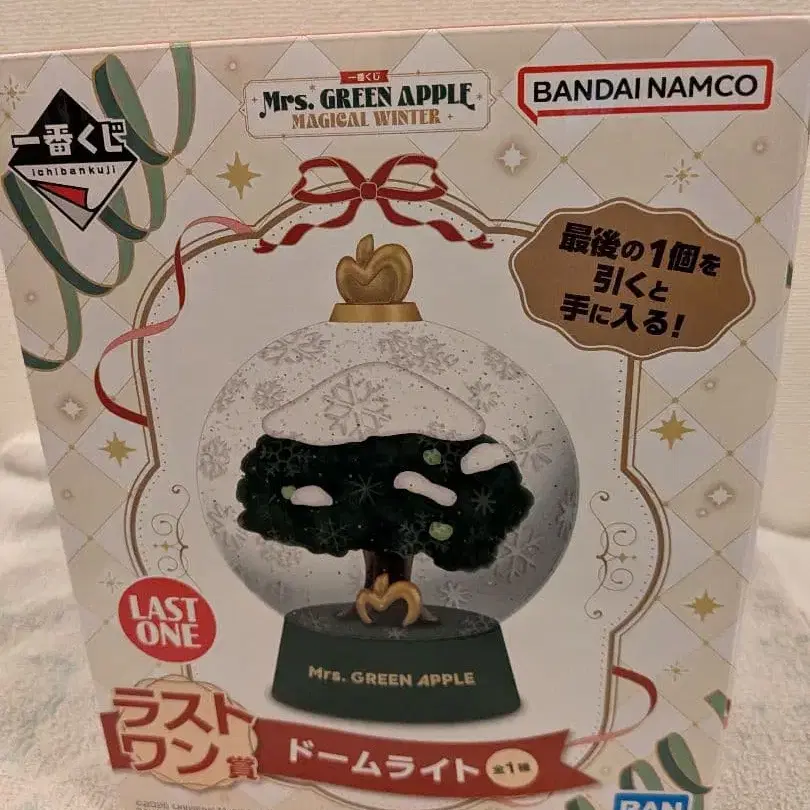 一番くじ
ichibankuji
一番くじ
Mrs. GREEN APPLE
MAGICAL WINTER
BANDAI NAMCO
最後の1個を
引くと
手に入る!
LAST
ONE
Mrs. GREEN APPLE
ラスト
ワン賞
ドームライト 全1種
BAN